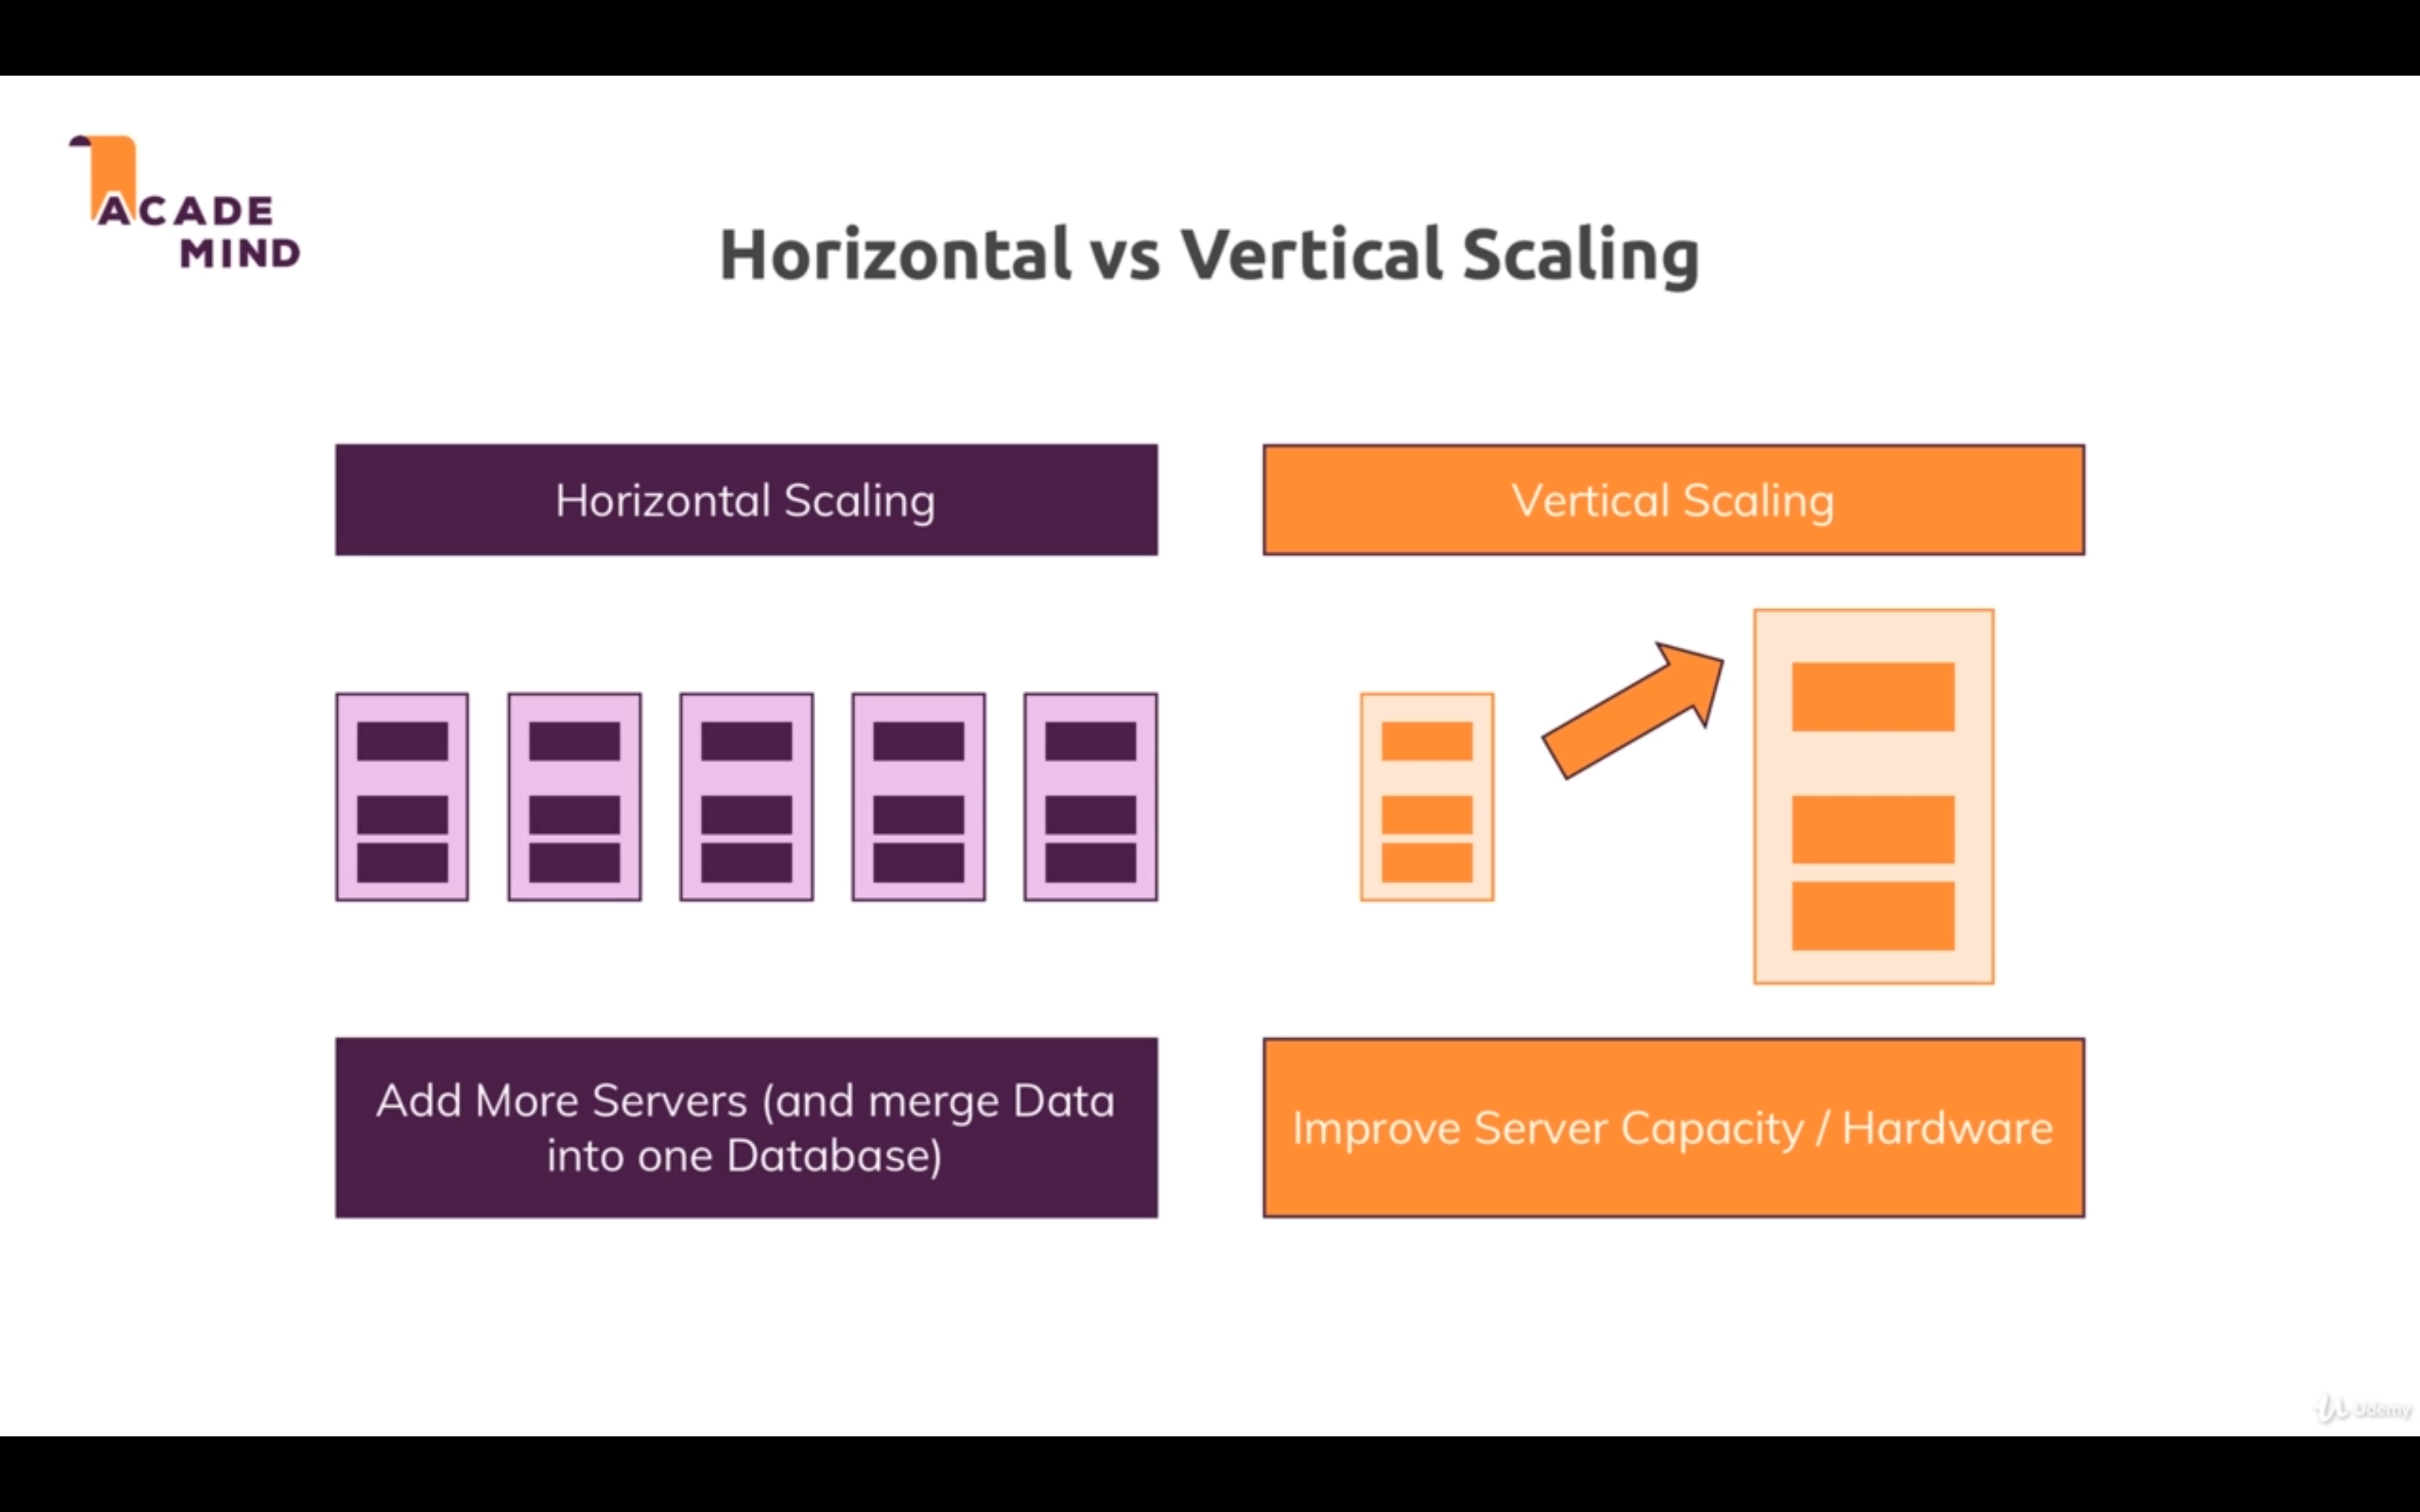 ACADE
MIND
Horizontal vs Vertical Scaling
Horizontal Scaling
Vertical Scaling
Add More Servers (and merge Data
into one Database)
Improve Server Capacity / Hardware
Udemy